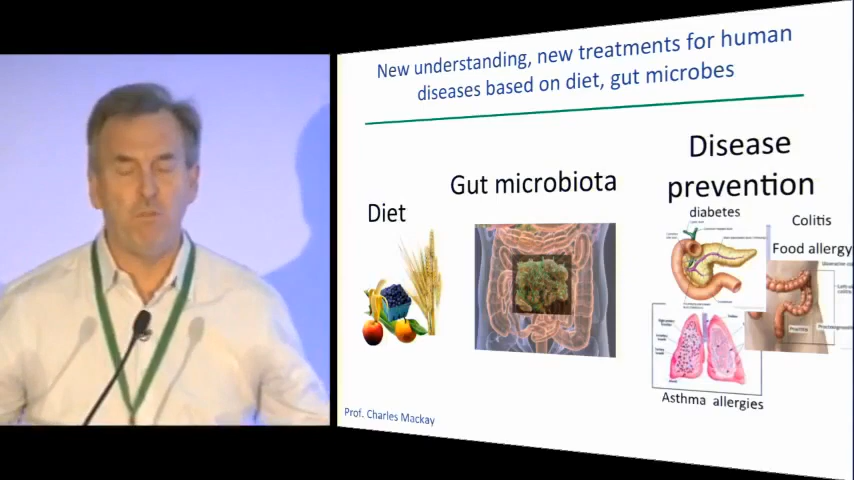 New understanding, new treatments for human
diseases based on diet, gut microbes
Diet
Gut microbiota
Disease
prevention
diabetes
Colitis
Food allergy
Asthma allergies
Prof. Charles Mackay